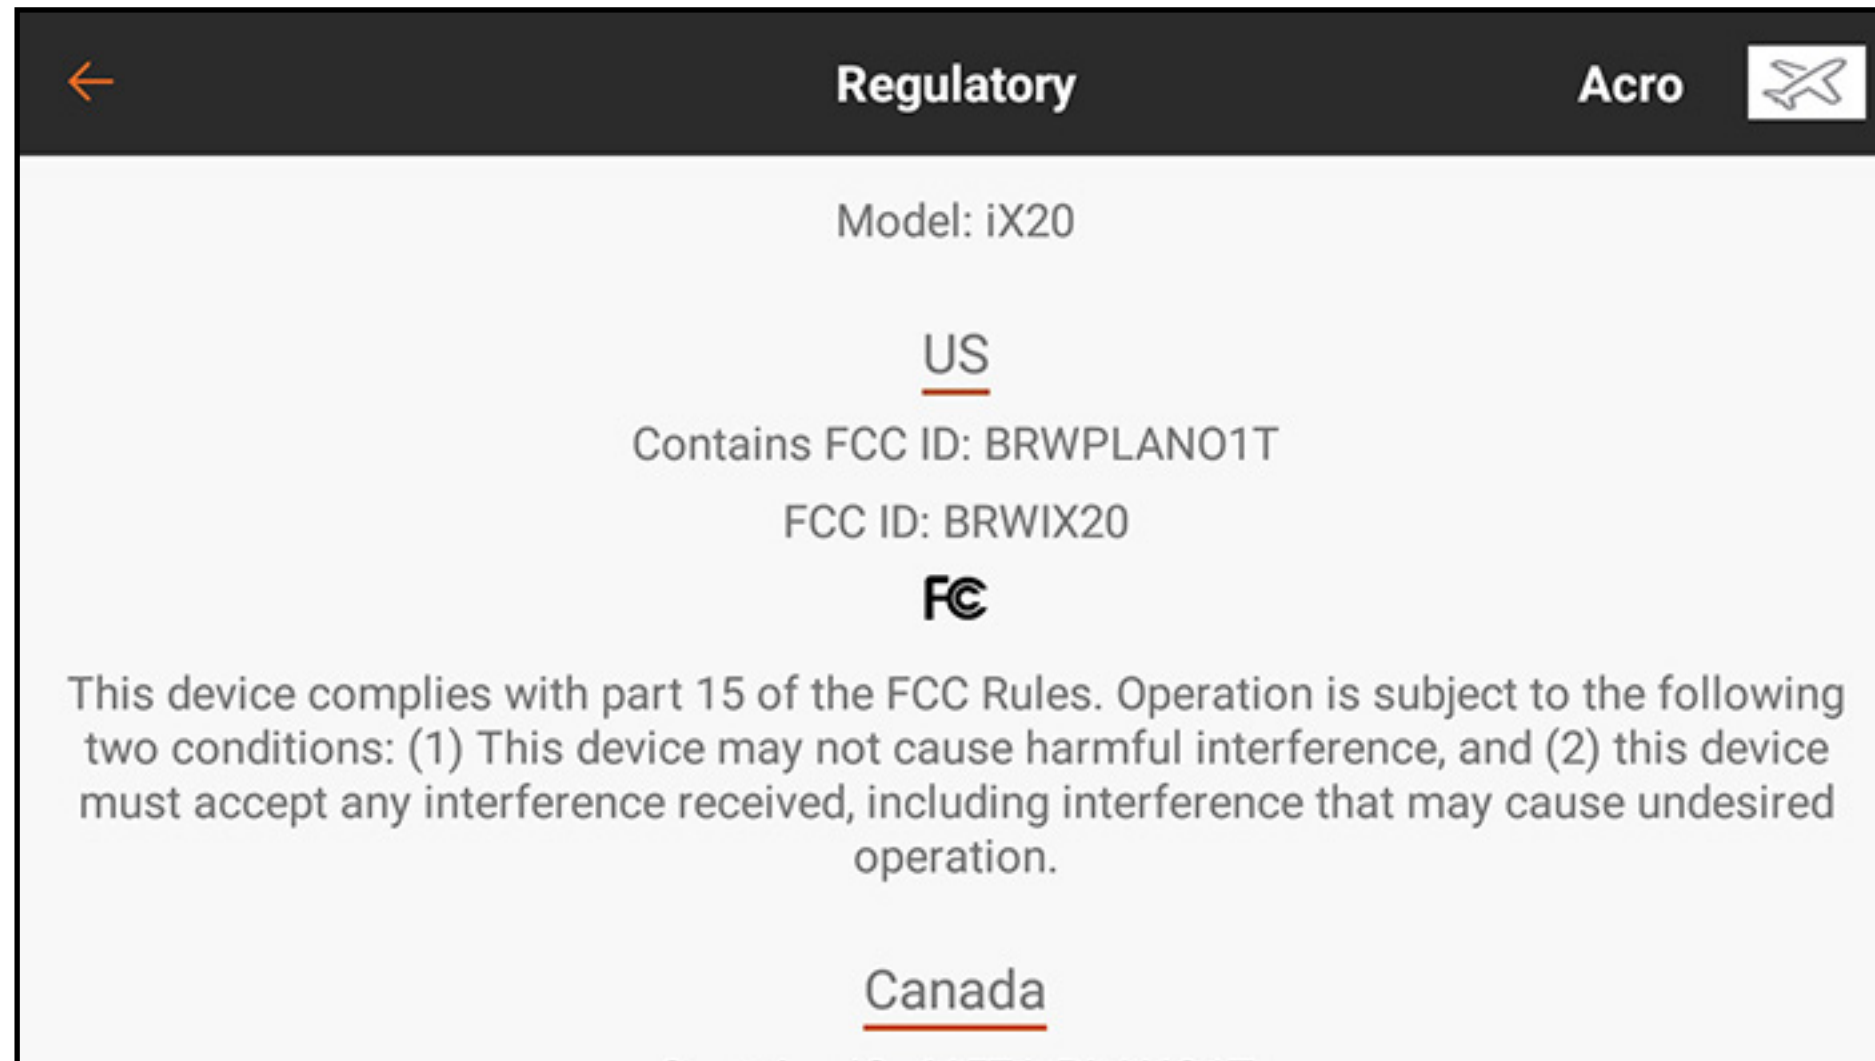 Regulatory
Acro
Model: iX20
US
Contains FCC ID: BRWPLANO1T
FCC ID: BRWIX20
FC
This device complies with part 15 of the FCC Rules. Operation is subject to the following
two conditions: (1) This device may not cause harmful interference, and (2) this device
must accept any interference received, including interference that may cause undesired
operation.
Canada